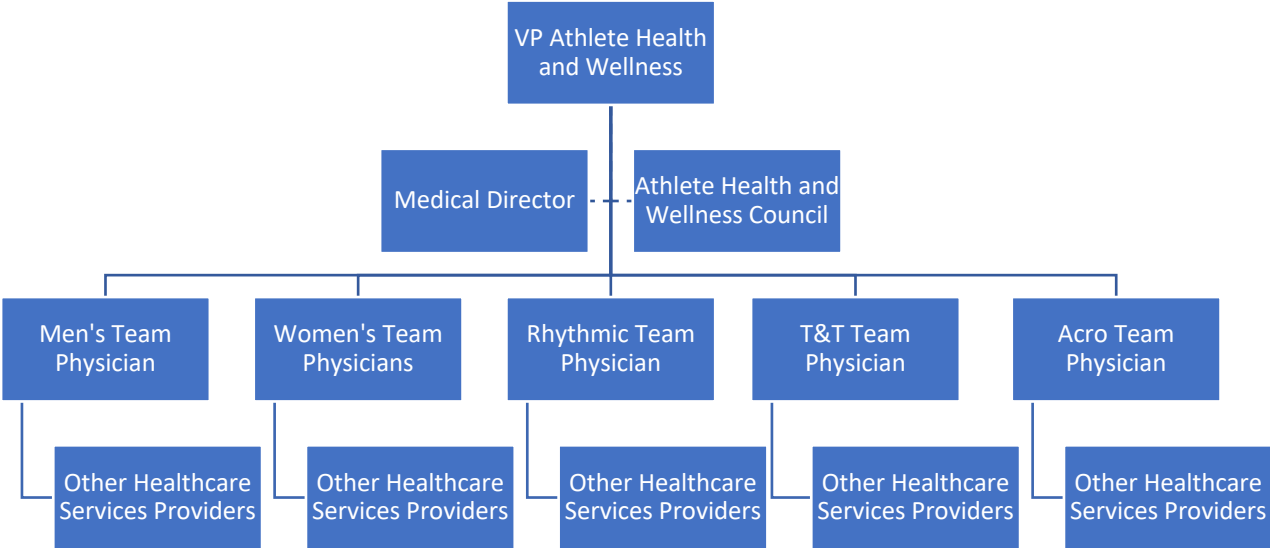 VP Athlete Health
and Wellness
Medical Director
Athlete Health and
Wellness Council
Men's Team
Physician
Women's Team
Physicians
Rhythmic Team
Physician
T&T Team
Physician
Acro Team
Physician
Other Healthcare
Services Providers
Other Healthcare
Services Providers
Other Healthcare
Services Providers
Other Healthcare
Services Providers
Other Healthcare
Services Providers